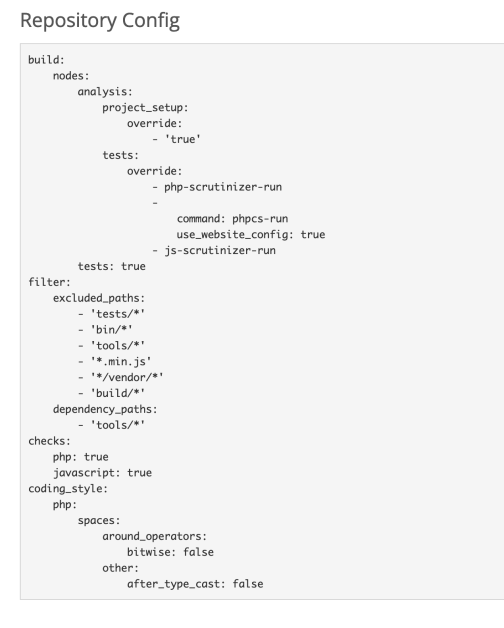 Repository Config
build:
    nodes:
        analysis:
            project_setup:
                override:
                    - 'true'
            tests:
                override:
                    - php-scrutinizer-run
                    -
                        command: phpcs-run
                        use_website_config: true
                    - js-scrutinizer-run
        tests: true
filter:
    excluded_paths:
        - 'tests/*'
        - 'bin/*'
        - 'tools/*'
        - '*.min.js'
        - '*/vendor/*'
        - 'build/*'
    dependency_paths:
        - 'tools/*'
checks:
    php: true
    javascript: true
coding_style:
    php:
        spaces:
            around_operators:
                bitwise: false
            other:
                after_type_cast: false